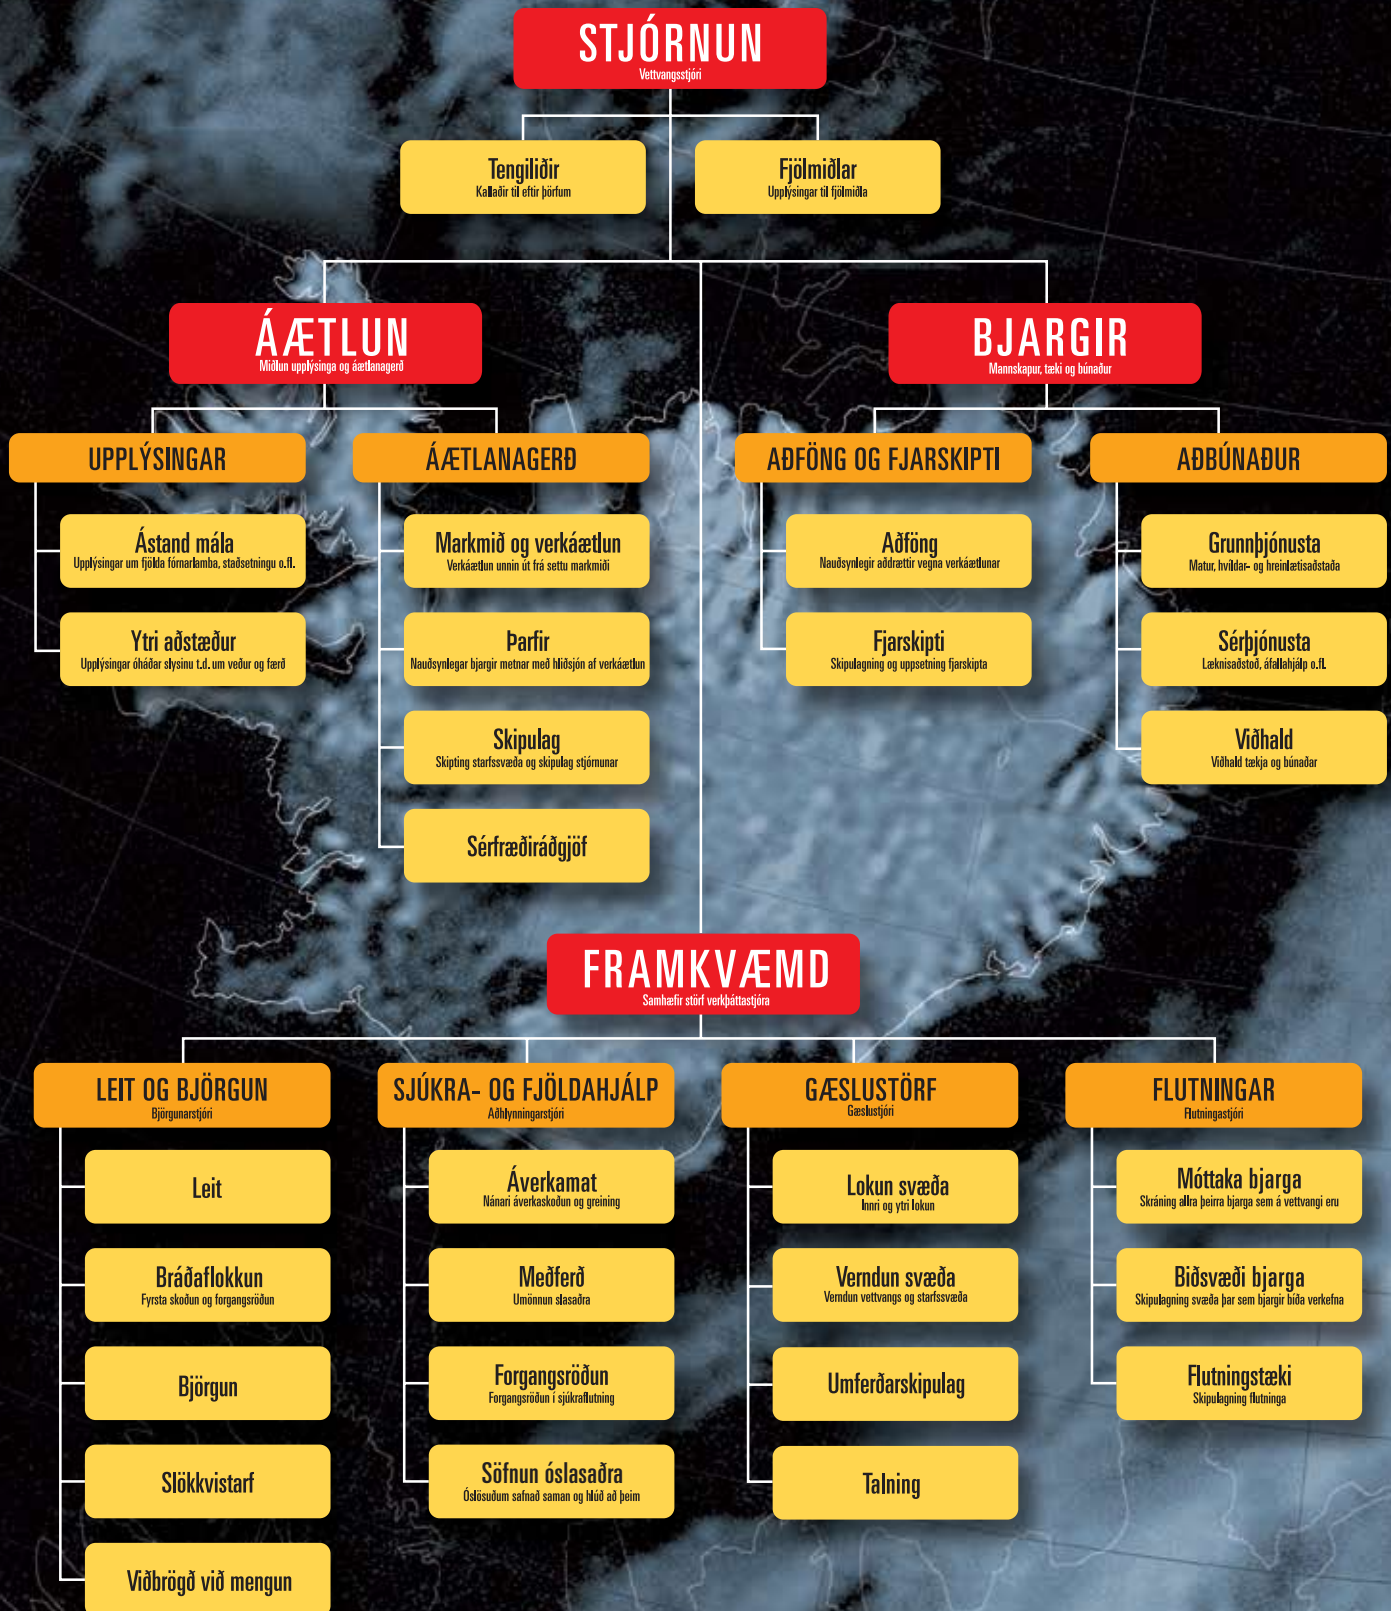 STJÓRNUN
Vettvangsstjóri
Tengiliðir
Kallaðir til eftir þörfum
Fjölmiðlar
Upplýsingar til fjölmiðla
ÁÆTLUN
Miðlun upplýsinga og áætlanagerð
BJARGIR
Mannskapur, tæki og búnaður
UPPLÝSINGAR
Ástand mála
Upplýsingar um fjölda fórnarlamba, staðsetningu o.fl.
Ytri aðstæður
Upplýsingar óháðar slysinu t.d. um veður og færð
ÁÆTLANAGERÐ
Markmið og verkáætlun
Verkáætlun unnin út frá settu markmiði
Þarfir
Nauðsynlegar bjargir metnar með hliðsjón af verkáætlun
Skipulag
Skipting starfssvæða og skipulag stjórnunar
Sérfræðiráðgjöf
AÐFÖNG OG FJARSKIPTI
Aðföng
Nauðsynlegir aðdrættir vegna verkáætlunar
Fjarskipti
Skipulagning og uppsetning fjarskipta
AÐBÚNAÐUR
Grunnþjónusta
Matur, hvíldar- og hreinlætisaðstaða
Sérþjónusta
Læknisaðstoð, áfallahjálp o.fl.
Viðhald
Viðhald tækja og búnaðar
FRAMKVÆMD
Samhæfir störf verkþáttastjóra
LEIT OG BJÖRGUN
Björgunarstjóri
Leit
Bráðaflokkun
Fyrsta skoðun og forgangsröðun
Björgun
Slökkvistarf
Viðbrögð við mengun
SJÚKRA- OG FJÖLDAHJÁLP
Aðhlynningarstjóri
Áverkamat
Nánari áverkaskoðun og greining
Meðferð
Umönnun slasaðra
Forgangsröðun
Forgangsröðun í sjúkraflutning
Söfnun óslasaðra
Óslösuðum safnað saman og hlúð að þeim
GÆSLUSTÖRF
Gæslustjóri
Lokun svæða
Innri og ytri lokun
Verndun svæða
Verndun vettvangs og starfssvæða
Umferðarskipulag
Talning
FLUTNINGAR
Flutningastjóri
Móttaka bjarga
Skráning allra þeirra bjarga sem á vettvangi eru
Biðsvæði bjarga
Skipulagning svæða þar sem bjargir bíða verkefna
Flutningstæki
Skipulagning flutninga